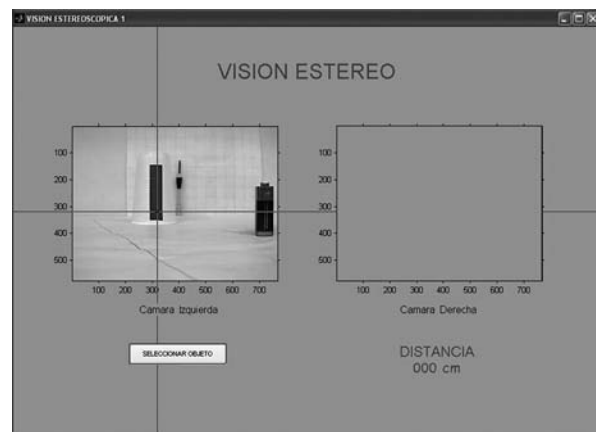 VISION ESTEREOSCOPICA 1
VISION ESTEREO
100
200
300
400
500
100 200 300 400 500 600 700
Camara Izquierda
100
200
300
400
500
100 200 300 400 500 600 700
Camara Derecha
SELECCIONAR OBJETO
DISTANCIA
000 cm